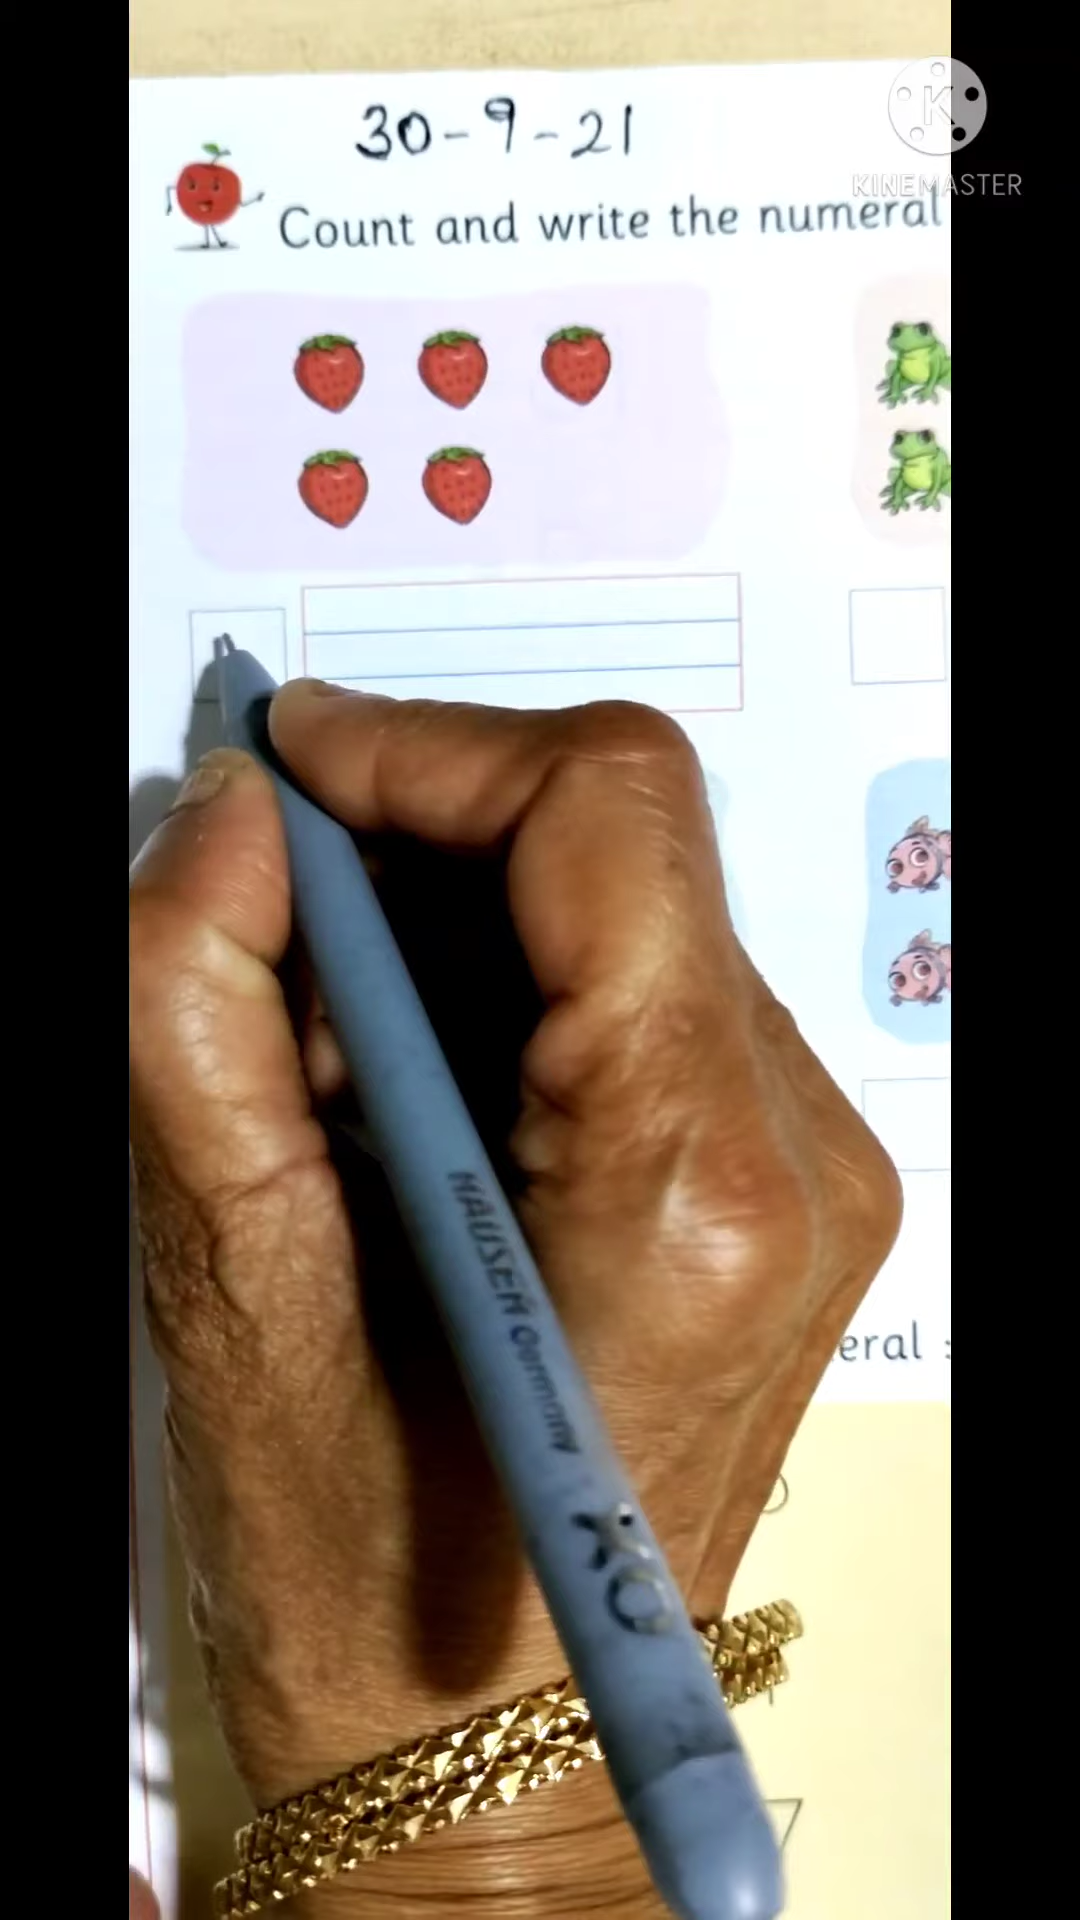 30-9-21
KINEMASTER
Count and write the numeral
HAUSER Germany
XO
eral :